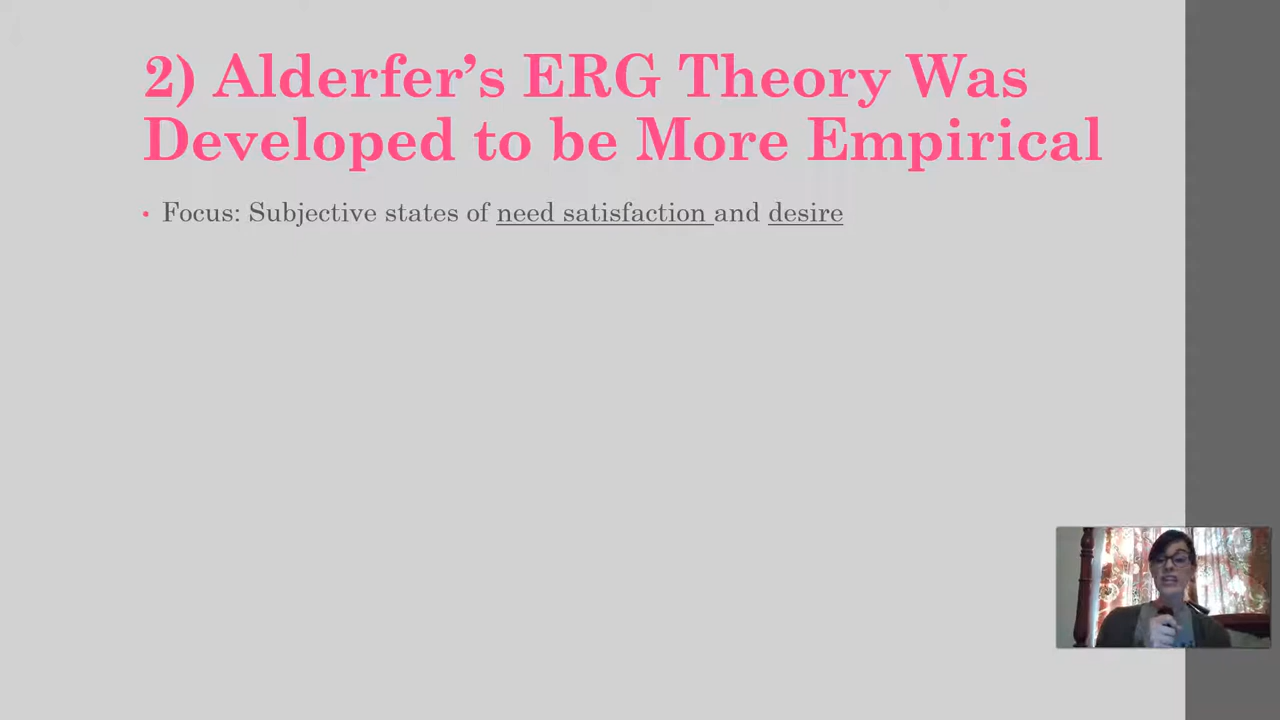 2) Alderfer’s ERG Theory Was
Developed to be More Empirical
• Focus: Subjective states of need satisfaction and desire